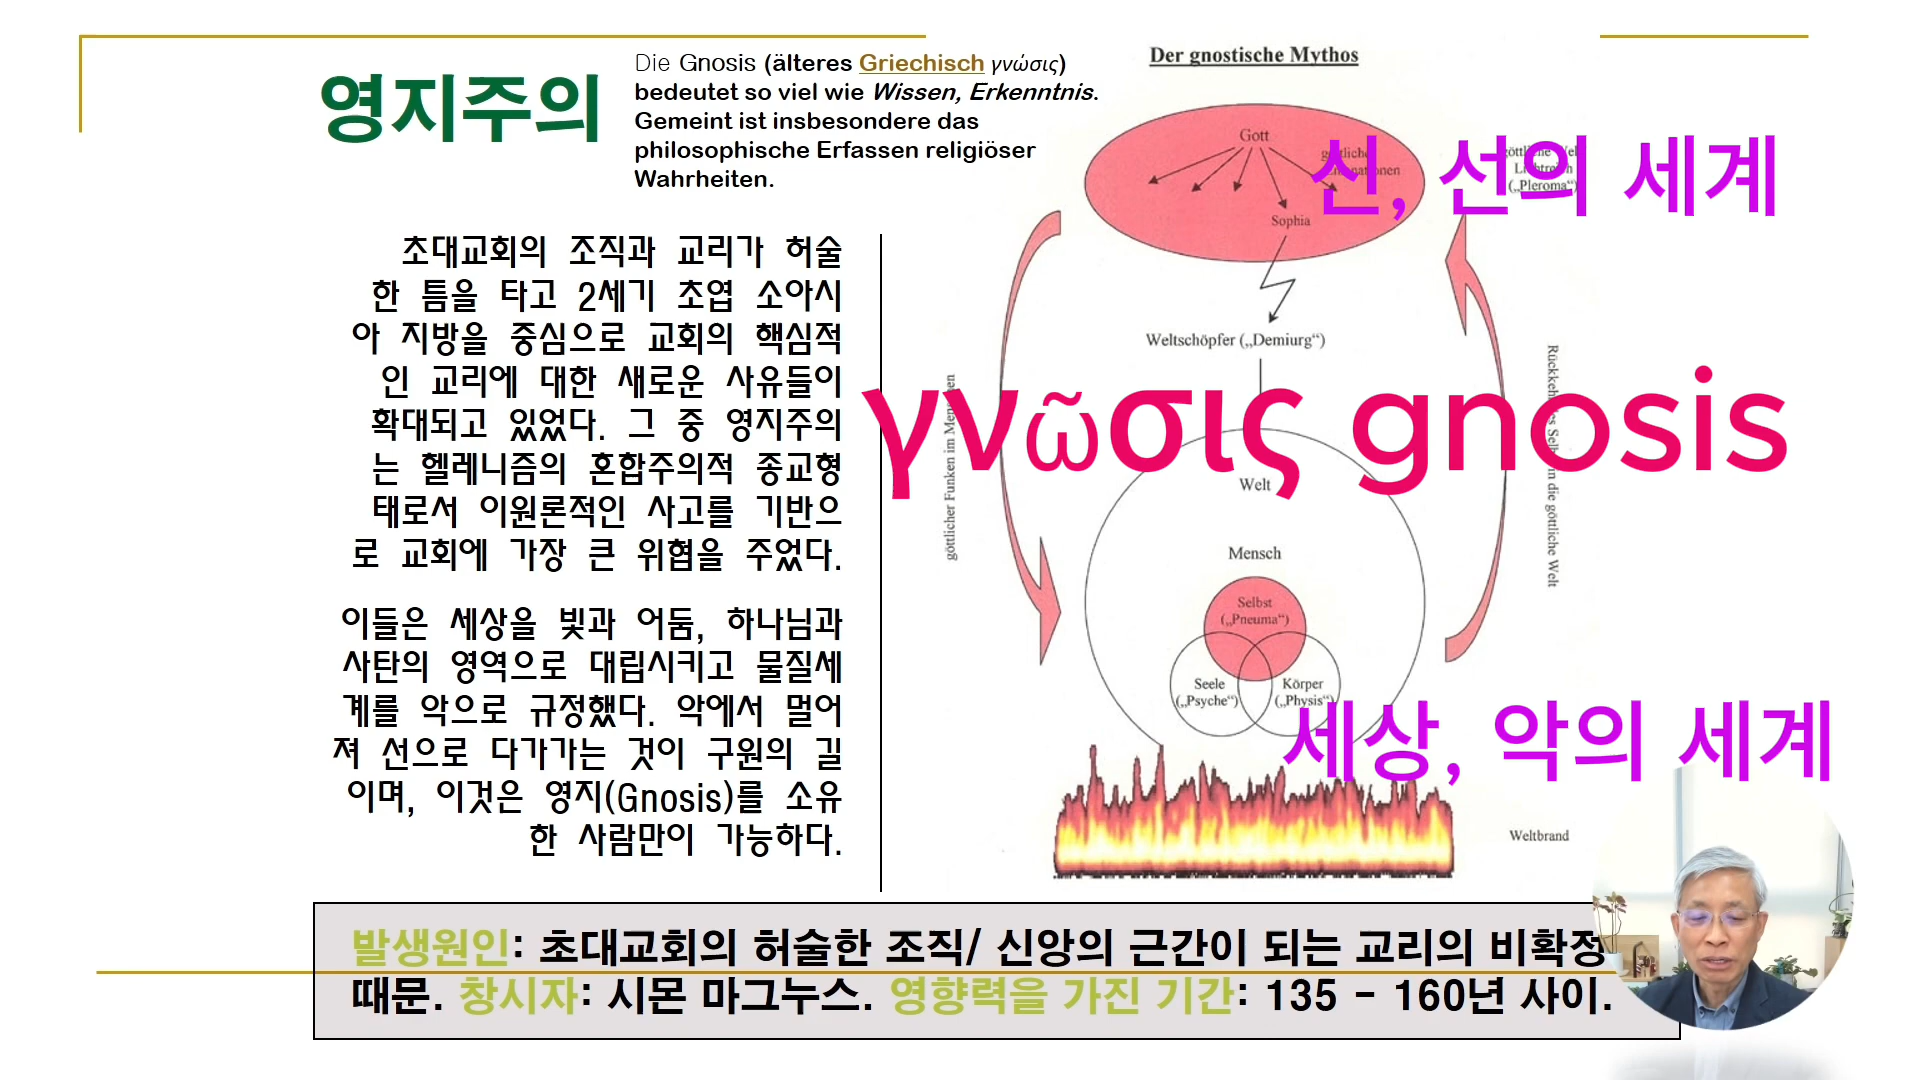 영지주의
Die Gnosis (älteres Griechisch γνώσις)
bedeutet so viel wie Wissen, Erkenntnis.
Gemeint ist insbesondere das
philosophische Erfassen religiöser
Wahrheiten.
초대교회의 조직과 교리가 허술
한 틈을 타고 2세기 초엽 소아시
아 지방을 중심으로 교회의 핵심적
인 교리에 대한 새로운 사유들이
확대되고 있었다. 그 중 영지주의
는 헬레니즘의 혼합주의적 종교형
태로서 이원론적인 사고를 기반으
로 교회에 가장 큰 위협을 주었다.
이들은 세상을 빛과 어둠, 하나님과
사탄의 영역으로 대립시키고 물질세
계를 악으로 규정했다. 악에서 멀어
져 선으로 다가가는 것이 구원의 길
이며, 이것은 영지(Gnosis)를 소유
한 사람만이 가능하다.
Der gnostische Mythos
Gott
신, 선의 세계
(„Pleroma“)
Sophia
Weltschöpfer („Demiurg“)
γνῶσις gnosis
göttlicher Funken im Menschen
die göttliche Welt
Welt
Mensch
Selbst
(„Pneuma“)
Seele
(„Psyche“)
Körper
(„Physis“)
세상, 악의 세계
Weltbrand
발생원인: 초대교회의 허술한 조직/ 신앙의 근간이 되는 교리의 비확정
때문. 창시자: 시몬 마그누스. 영향력을 가진 기간: 135 - 160년 사이.